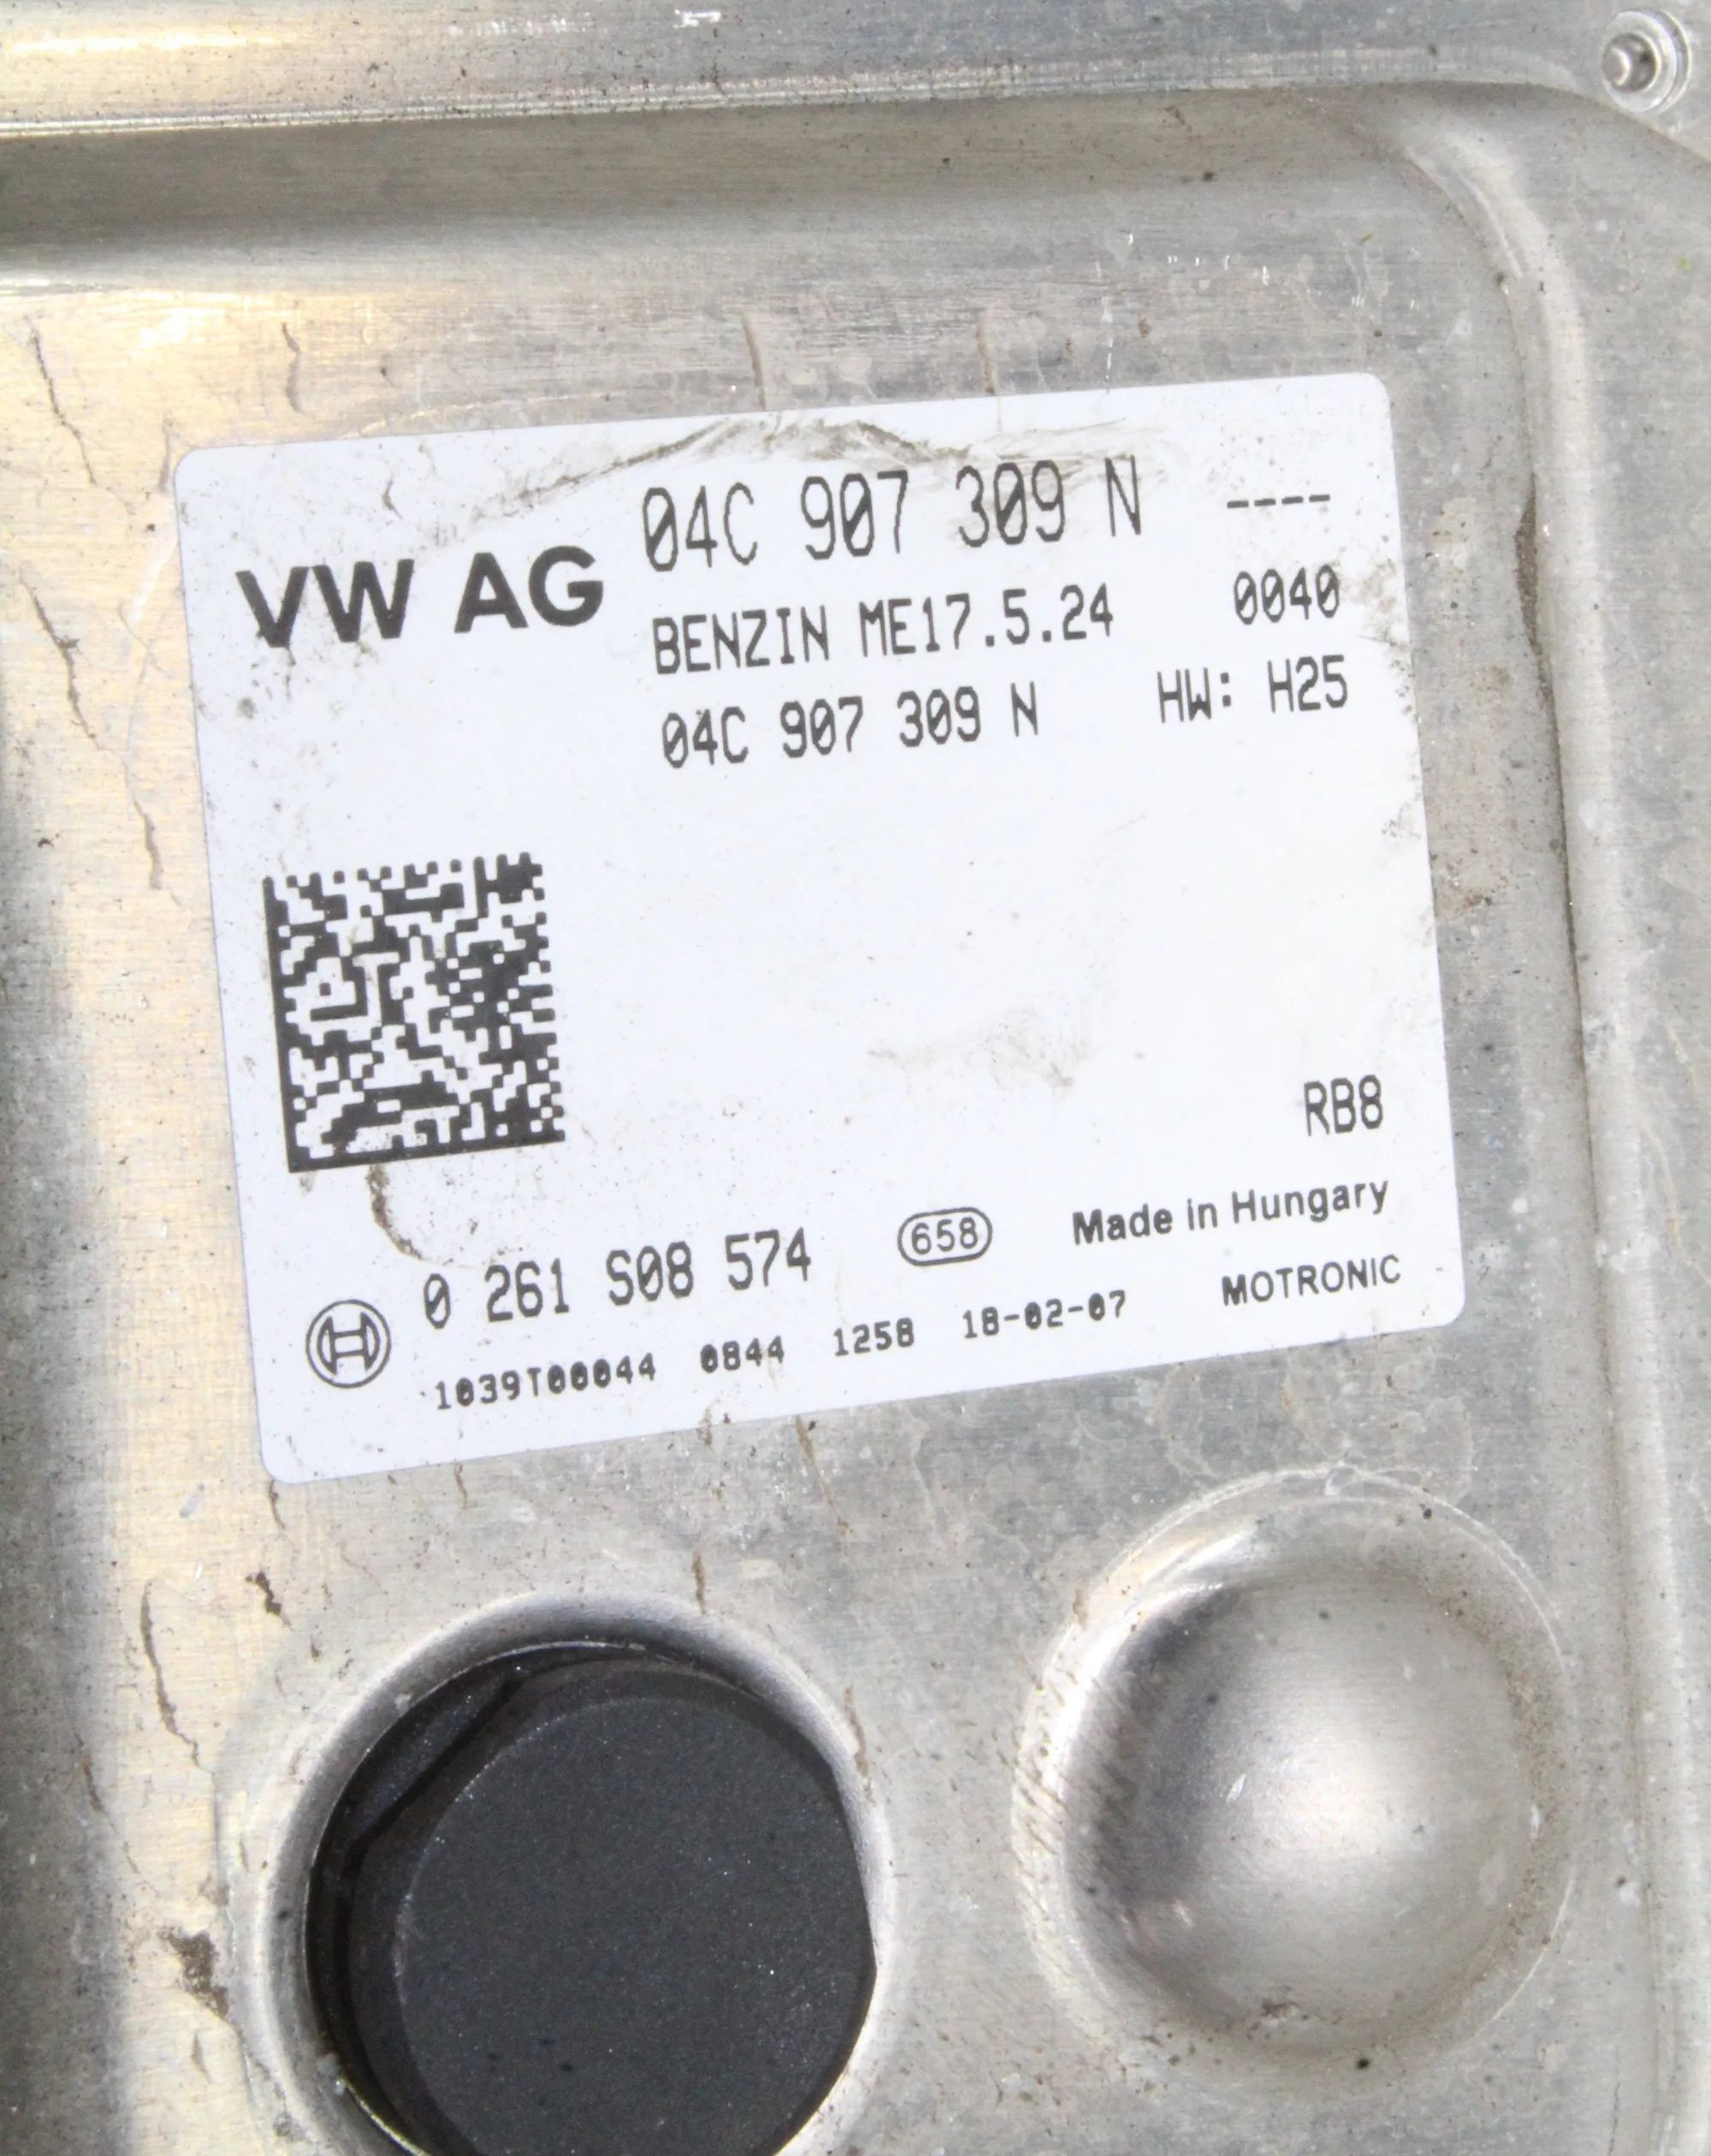 VW AG
04C 907 309 N ----
BENZIN ME17.5.24 0040
04C 907 309 N HW: H25
RB8
0 261 S08 574 658 Made in Hungary
1039T00044 0844 1258 18-02-07 MOTRONIC